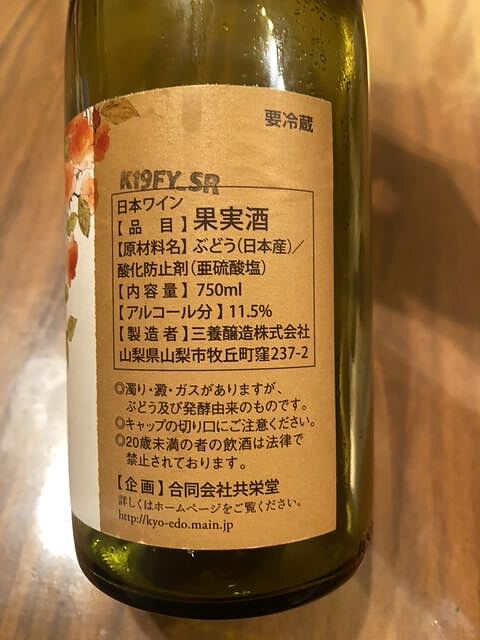 要冷蔵
K19FY_SR
日本ワイン
【品　目】果実酒
【原材料名】ぶどう(日本産)／
酸化防止剤(亜硫酸塩)
【内容量】750ml
【アルコール分】11.5%
【製造者】三養醸造株式会社
山梨県山梨市牧丘町窪237-2
◎濁り・澱・ガスがありますが、
ぶどう及び発酵由来のものです。
◎キャップの切り口にご注意ください。
◎20歳未満の者の飲酒は法律で
禁止されております。
【企画】合同会社共栄堂
詳しくはホームページをご覧ください。
http://kyo-edo.main.jp